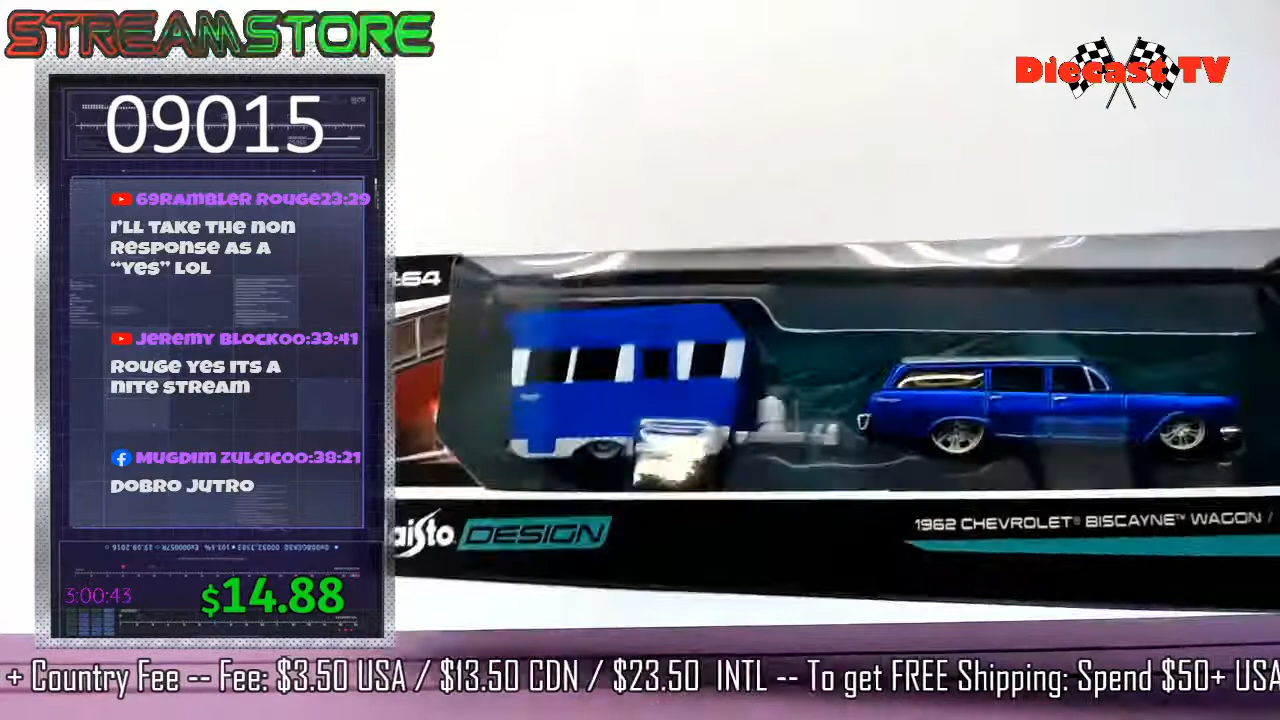 STREAMSTORE
Diecast TV
09015
69Rambler Rouge23:29
I'll take the non
response as a
“yes” lol
Jeremy Block00:33:41
Rouge yes its a
nite stream
Mugdim Zulcic00:38:21
Dobro jutro
3:00:43
$14.88
:64
aisto DESIGN
1962 CHEVROLET® BISCAYNE™ WAGON /
+ Country Fee -- Fee: $3.50 USA / $13.50 CDN / $23.50 INTL -- To get FREE Shipping: Spend $50+ USA